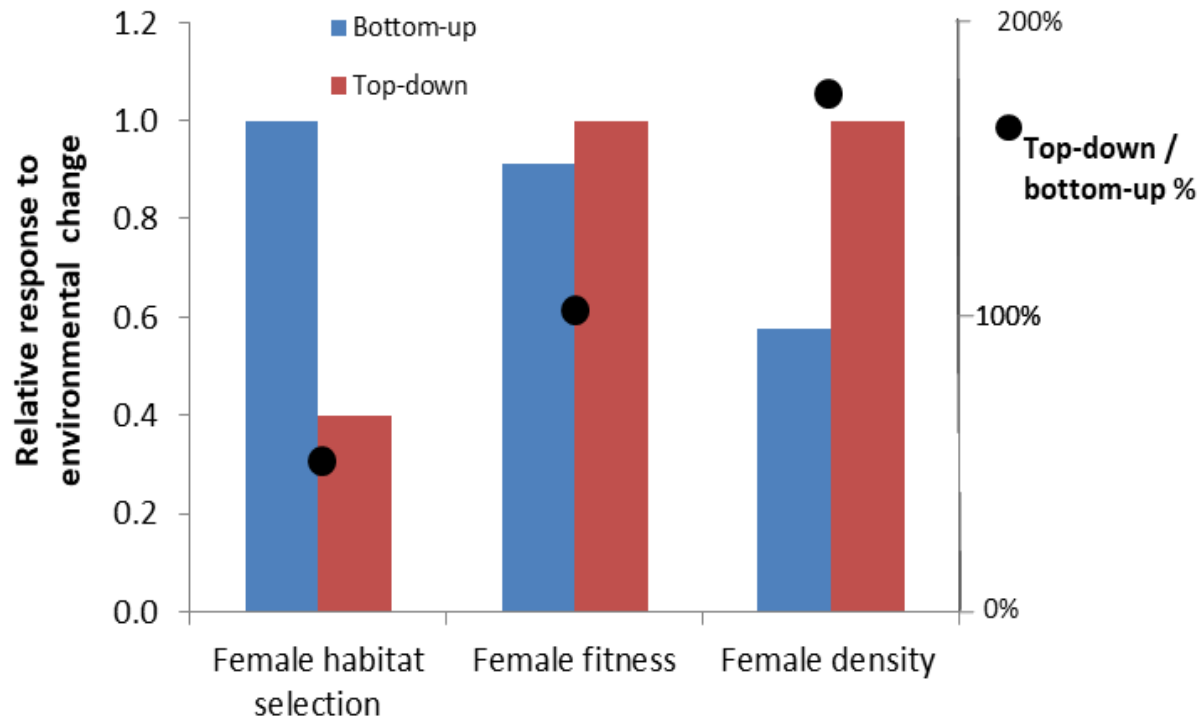 Relative response to
environmental change
1.2
1.0
0.8
0.6
0.4
0.2
0.0
Bottom-up
Top-down
200%
100%
0%
Top-down /
bottom-up %
Female habitat
selection
Female fitness
Female density